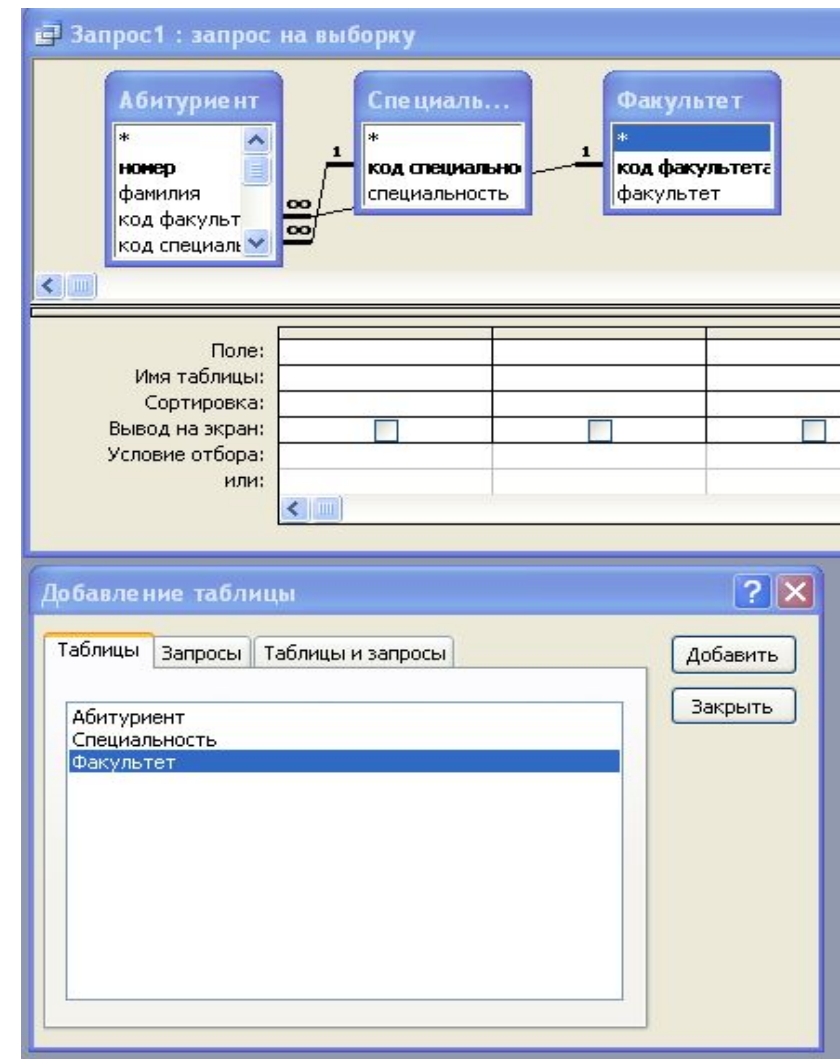 Запрос1 : запрос на выборку
Абитуриент
*
номер
фамилия
код факульт
код специаль
Специаль...
*
код специально
специальность
Факультет
*
код факультета
факультет
1
1
∞
∞
Поле:
Имя таблицы:
Сортировка:
Вывод на экран:
Условие отбора:
или:
Добавление таблицы
Таблицы Запросы Таблицы и запросы
Добавить
Закрыть
Абитуриент
Специальность
Факультет